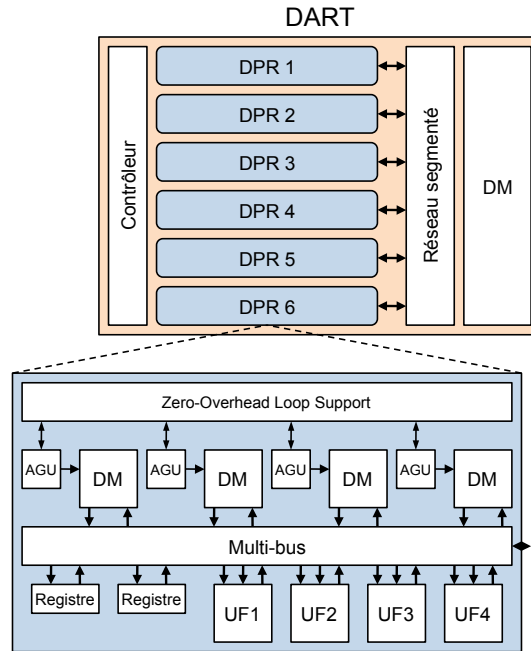 DART
Contrôleur
DPR 1
DPR 2
DPR 3
DPR 4
DPR 5
DPR 6
Réseau segmenté
DM
Zero-Overhead Loop Support
AGU
DM
AGU
DM
AGU
DM
AGU
DM
Multi-bus
Registre
Registre
UF1
UF2
UF3
UF4